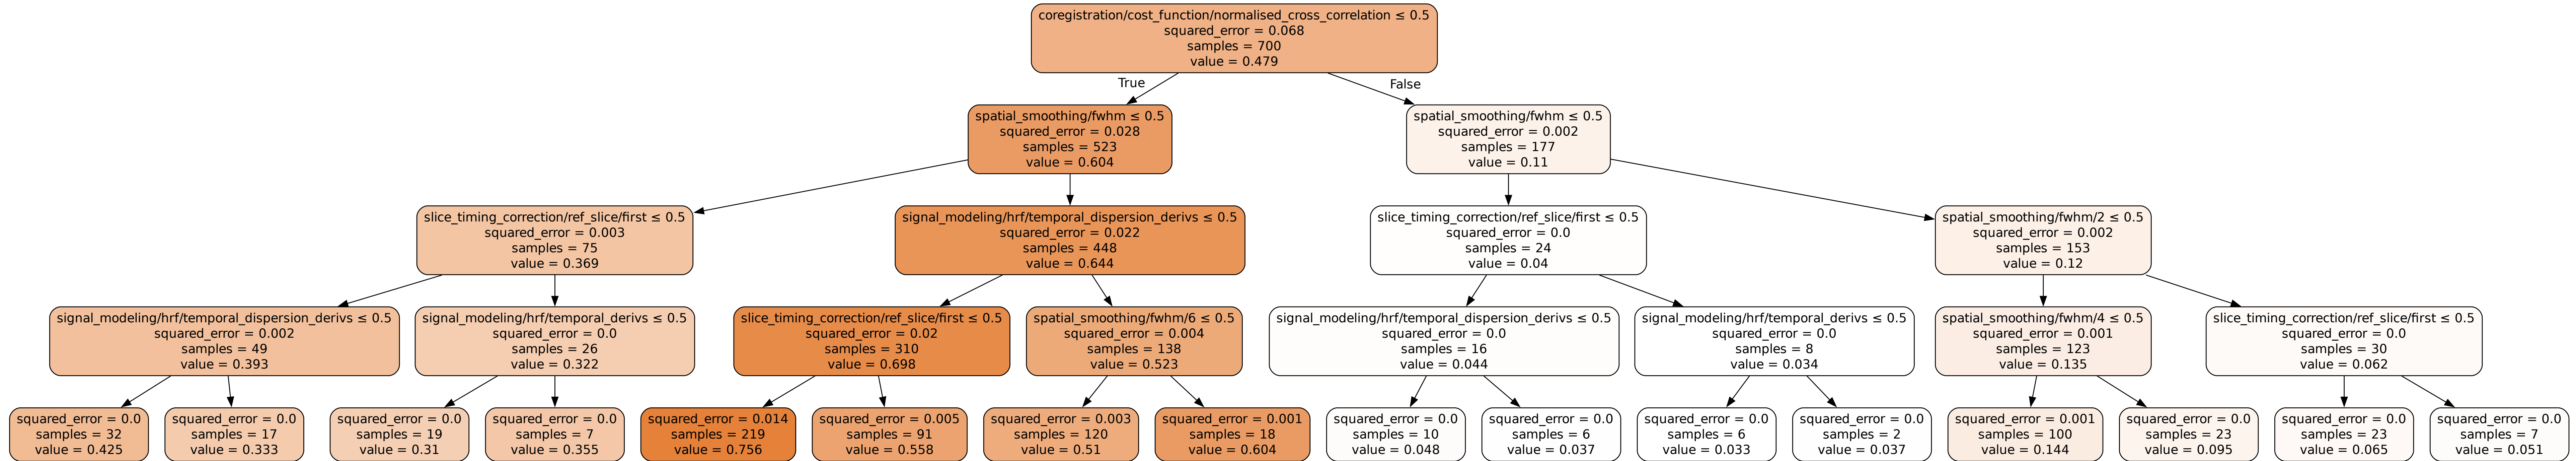 coregistration/cost_function/normalised_cross_correlation ≤ 0.5
squared_error = 0.068
samples = 700
value = 0.479
True
False
spatial_smoothing/fwhm ≤ 0.5
squared_error = 0.028
samples = 523
value = 0.604
spatial_smoothing/fwhm ≤ 0.5
squared_error = 0.002
samples = 177
value = 0.11
slice_timing_correction/ref_slice/first ≤ 0.5
squared_error = 0.003
samples = 75
value = 0.369
signal_modeling/hrf/temporal_dispersion_derivs ≤ 0.5
squared_error = 0.022
samples = 448
value = 0.644
slice_timing_correction/ref_slice/first ≤ 0.5
squared_error = 0.0
samples = 24
value = 0.04
spatial_smoothing/fwhm/2 ≤ 0.5
squared_error = 0.002
samples = 153
value = 0.12
signal_modeling/hrf/temporal_dispersion_derivs ≤ 0.5
squared_error = 0.002
samples = 49
value = 0.393
signal_modeling/hrf/temporal_derivs ≤ 0.5
squared_error = 0.0
samples = 26
value = 0.322
slice_timing_correction/ref_slice/first ≤ 0.5
squared_error = 0.02
samples = 310
value = 0.698
spatial_smoothing/fwhm/6 ≤ 0.5
squared_error = 0.004
samples = 138
value = 0.523
signal_modeling/hrf/temporal_dispersion_derivs ≤ 0.5
squared_error = 0.0
samples = 16
value = 0.044
signal_modeling/hrf/temporal_derivs ≤ 0.5
squared_error = 0.0
samples = 8
value = 0.034
spatial_smoothing/fwhm/4 ≤ 0.5
squared_error = 0.001
samples = 123
value = 0.135
slice_timing_correction/ref_slice/first ≤ 0.5
squared_error = 0.0
samples = 30
value = 0.062
squared_error = 0.0
samples = 32
value = 0.425
squared_error = 0.0
samples = 17
value = 0.333
squared_error = 0.0
samples = 19
value = 0.31
squared_error = 0.0
samples = 7
value = 0.355
squared_error = 0.014
samples = 219
value = 0.756
squared_error = 0.005
samples = 91
value = 0.558
squared_error = 0.003
samples = 120
value = 0.51
squared_error = 0.001
samples = 18
value = 0.604
squared_error = 0.0
samples = 10
value = 0.048
squared_error = 0.0
samples = 6
value = 0.037
squared_error = 0.0
samples = 6
value = 0.033
squared_error = 0.0
samples = 2
value = 0.037
squared_error = 0.001
samples = 100
value = 0.144
squared_error = 0.0
samples = 23
value = 0.095
squared_error = 0.0
samples = 23
value = 0.065
squared_error = 0.0
samples = 7
value = 0.051